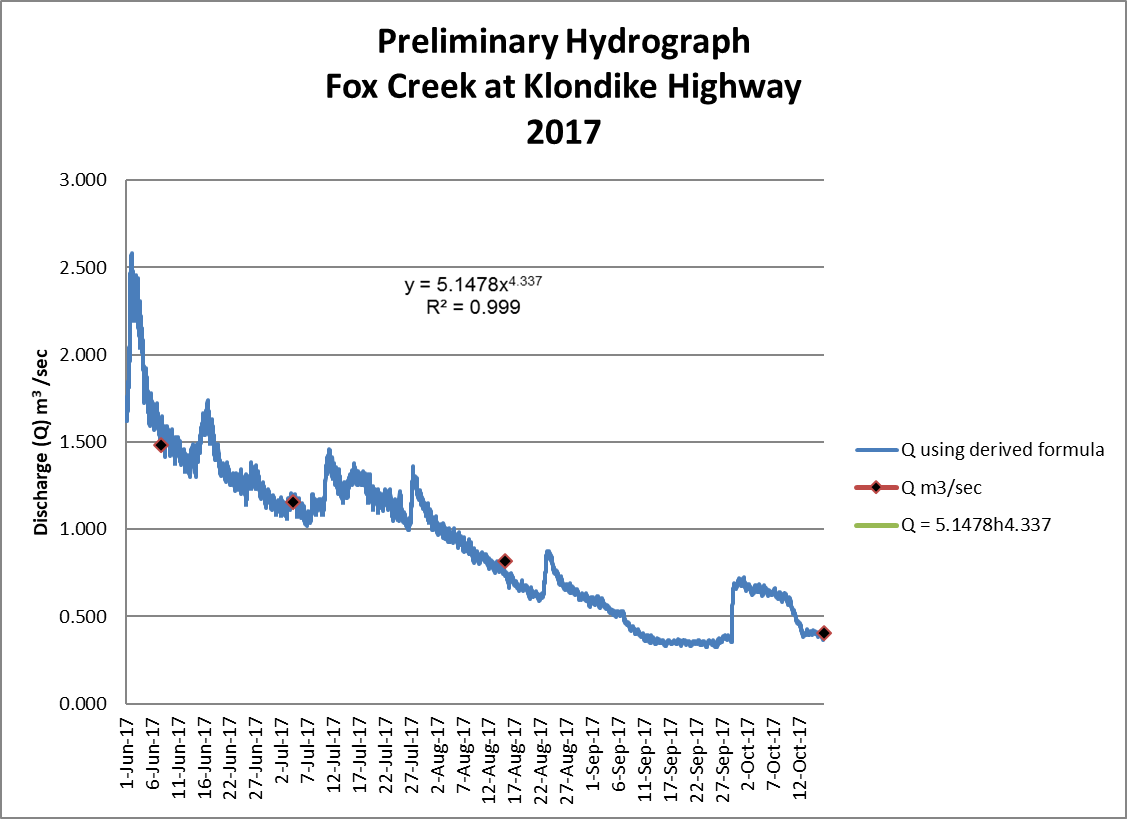 Preliminary Hydrograph
Fox Creek at Klondike Highway
2017
3.000
2.500
2.000
1.500
1.000
0.500
0.000
Discharge (Q) m³ /sec
y = 5.1478x^4.337
R² = 0.999
1-Jun-17
6-Jun-17
11-Jun-17
16-Jun-17
22-Jun-17
27-Jun-17
2-Jul-17
7-Jul-17
12-Jul-17
17-Jul-17
22-Jul-17
27-Jul-17
2-Aug-17
7-Aug-17
12-Aug-17
17-Aug-17
22-Aug-17
27-Aug-17
1-Sep-17
6-Sep-17
11-Sep-17
17-Sep-17
22-Sep-17
27-Sep-17
2-Oct-17
7-Oct-17
12-Oct-17
Q using derived formula
Q m3/sec
Q = 5.1478h4.337